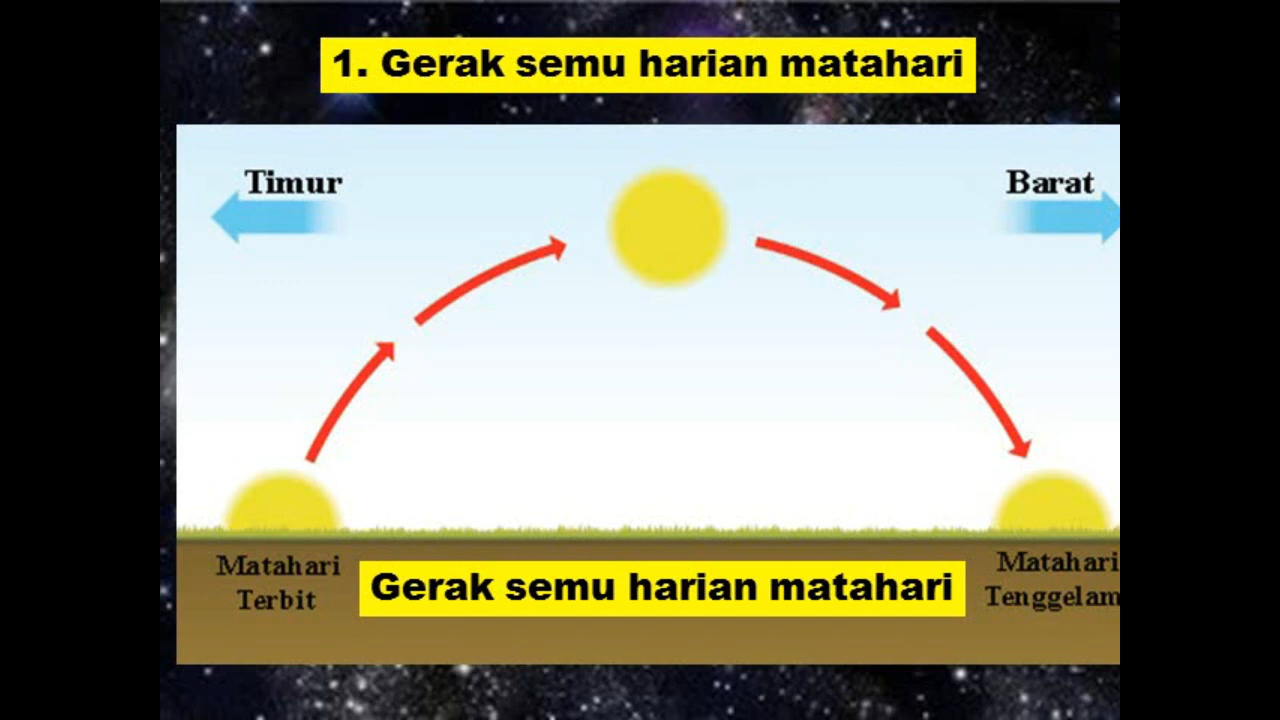 1. Gerak semu harian matahari
Timur
Barat
Matahari
Terbit
Gerak semu harian matahari
Matahari
Tenggelam